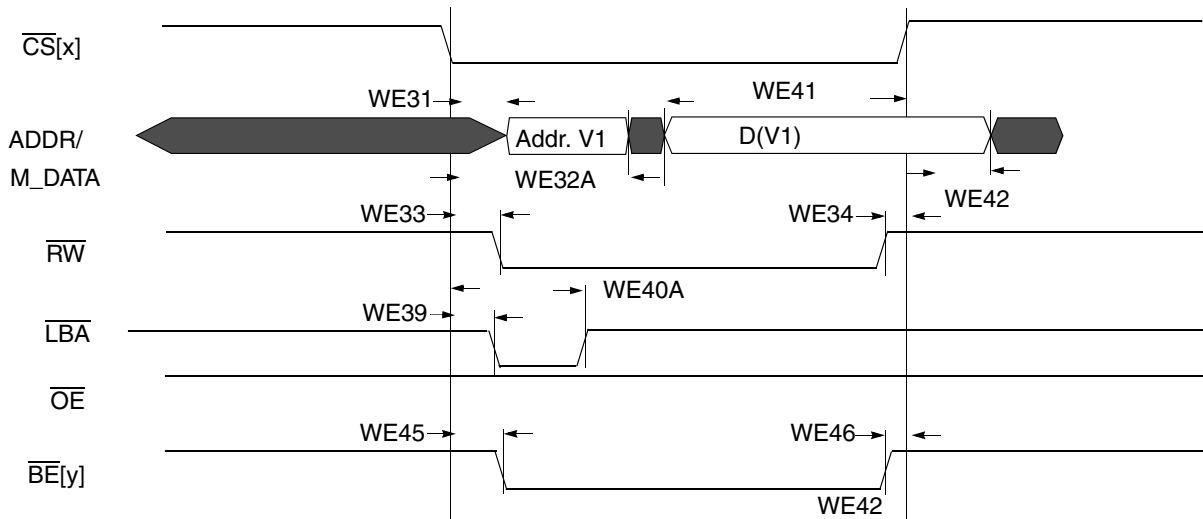 CS[x]
WE31
WE41
ADDR/
M_DATA
Addr. V1
D(V1)
WE32A
WE42
WE33
WE34
RW
WE40A
WE39
LBA
OE
WE45
WE46
BE[y]
WE42